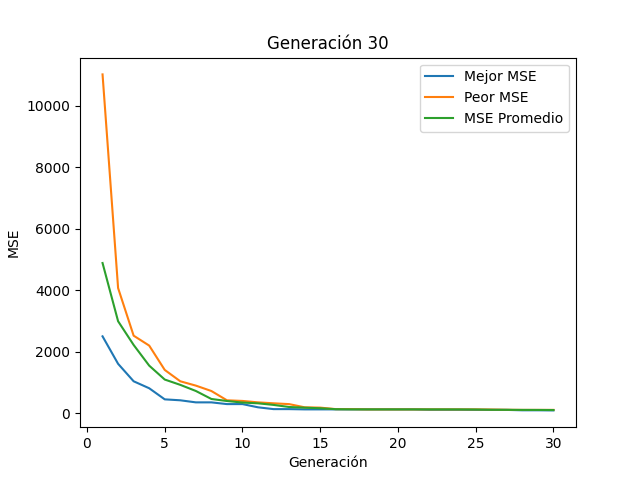 Generación 30
Mejor MSE
Peor MSE
MSE Promedio
10000
8000
6000
4000
2000
0
MSE
0 5 10 15 20 25 30
Generación